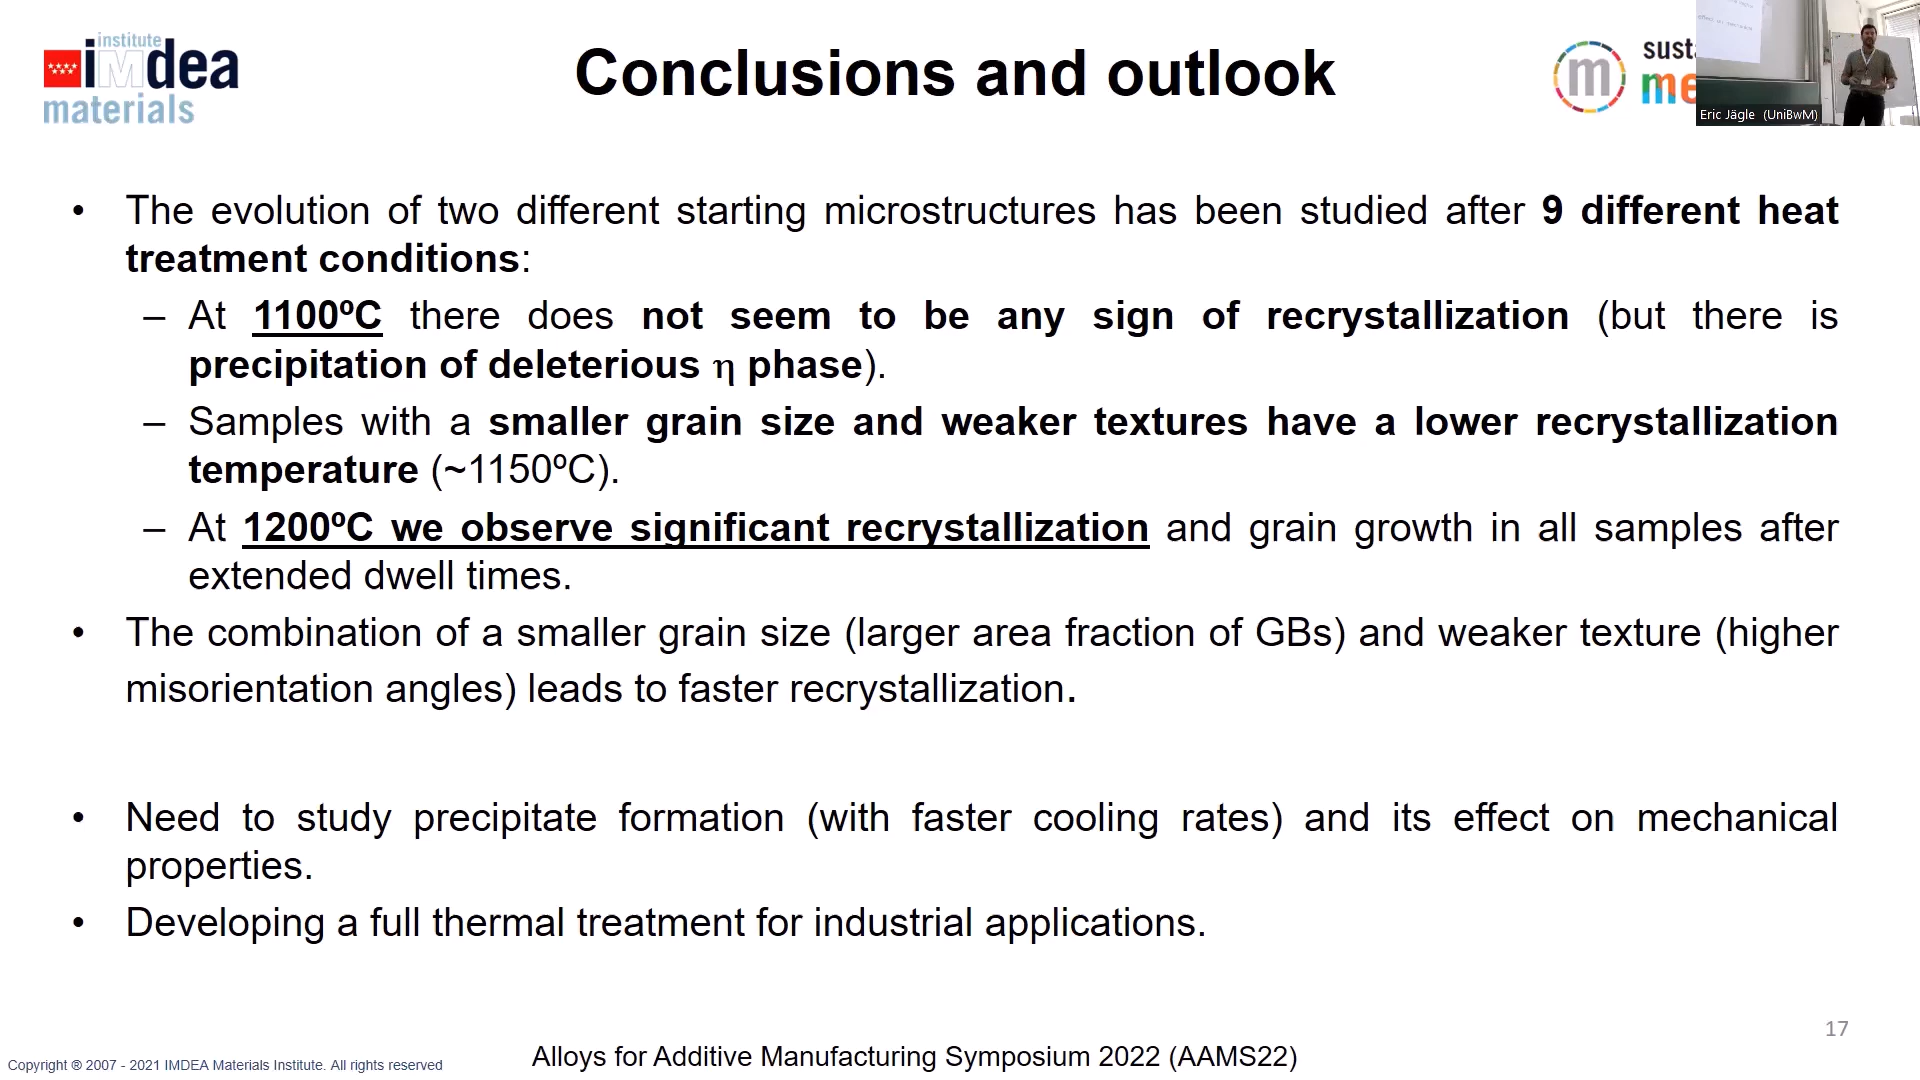 institute
iMdea
materials
Conclusions and outlook
m
susta
me
Eric Jägle (UniBwM)
• The evolution of two different starting microstructures has been studied after 9 different heat
treatment conditions:
– At 1100ºC there does not seem to be any sign of recrystallization (but there is
precipitation of deleterious η phase).
– Samples with a smaller grain size and weaker textures have a lower recrystallization
temperature (~1150ºC).
– At 1200ºC we observe significant recrystallization and grain growth in all samples after
extended dwell times.
• The combination of a smaller grain size (larger area fraction of GBs) and weaker texture (higher
misorientation angles) leads to faster recrystallization.
• Need to study precipitate formation (with faster cooling rates) and its effect on mechanical
properties.
• Developing a full thermal treatment for industrial applications.
17
Copyright ® 2007 - 2021 IMDEA Materials Institute. All rights reserved
Alloys for Additive Manufacturing Symposium 2022 (AAMS22)